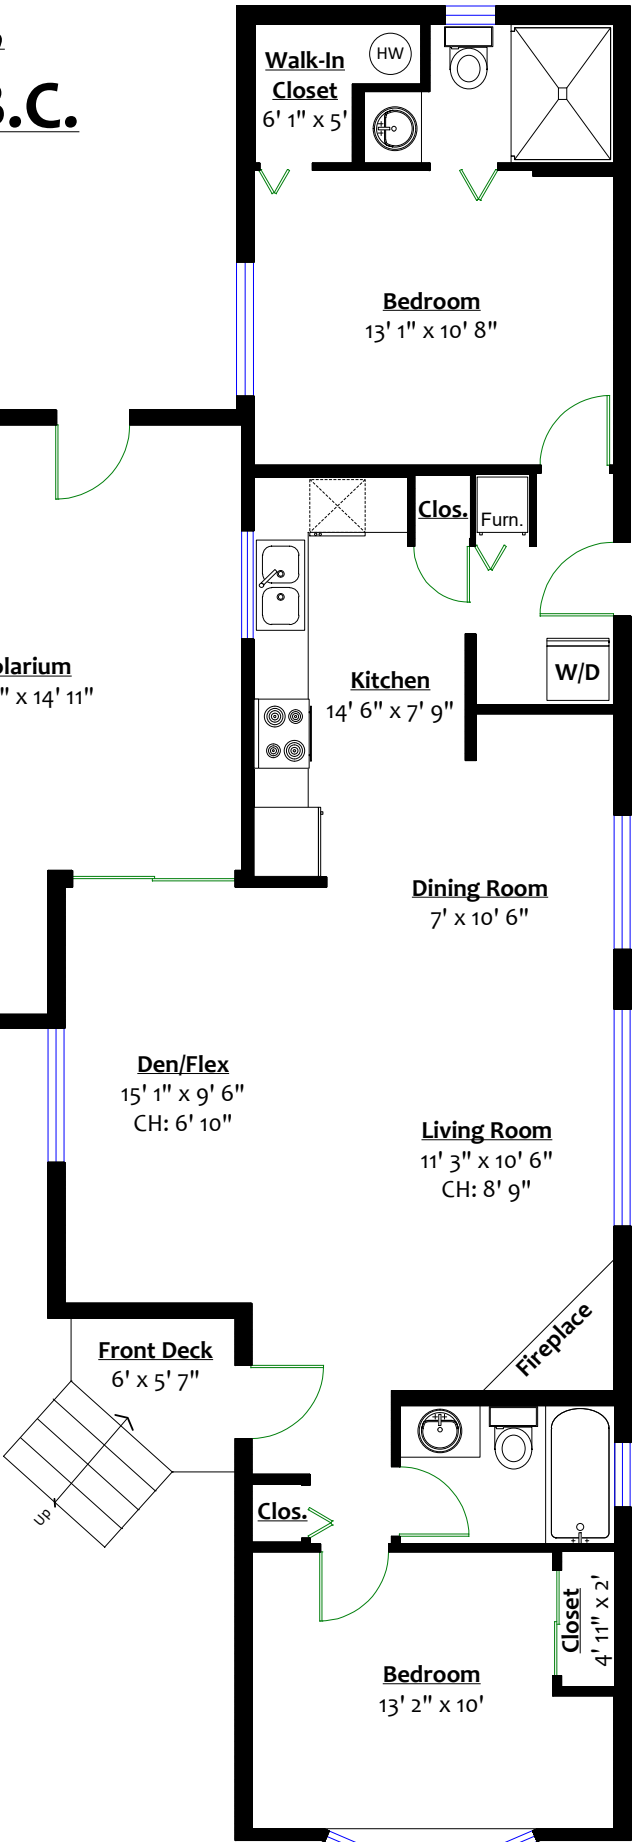 B.C.
Walk-In
Closet
6' 1" x 5'
HW
Bedroom
13' 1" x 10' 8"
Clos.
Furn.
W/D
Kitchen
14' 6" x 7' 9"
olarium
" x 14' 11"
Dining Room
7' x 10' 6"
Den/Flex
15' 1" x 9' 6"
CH: 6' 10"
Living Room
11' 3" x 10' 6"
CH: 8' 9"
Fireplace
Front Deck
6' x 5' 7"
Up
Clos.
Closet
4' 11" x 2'
Bedroom
13' 2" x 10'